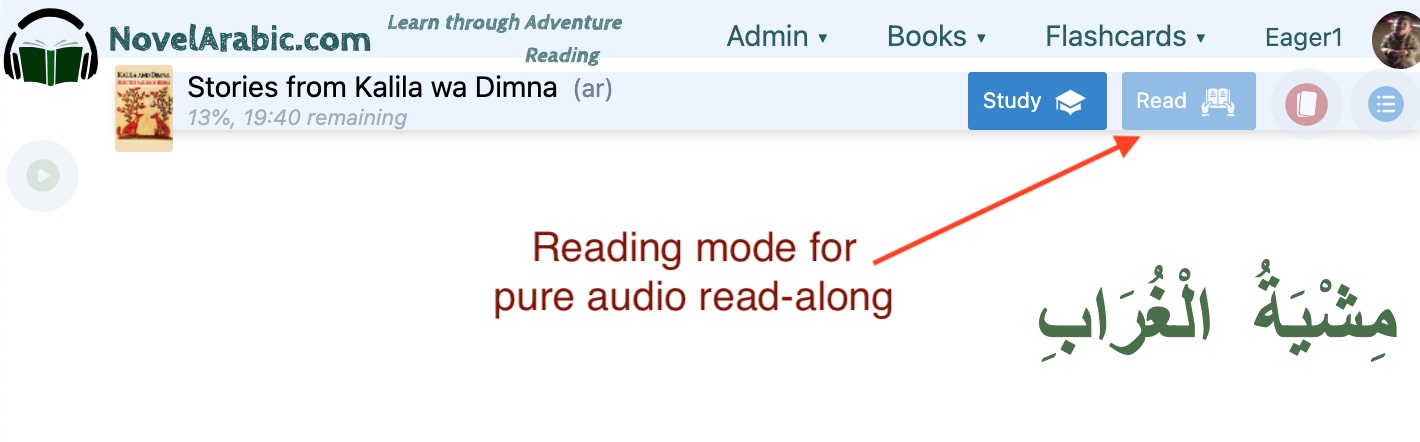 NovelArabic.com
Learn through Adventure
Reading
Admin ▾
Books ▾
Flashcards ▾
Eager1
KALILA AND DIMNA
Stories from Kalila wa Dimna (ar)
13%, 19:40 remaining
Study
Read
Reading mode for
pure audio read-along
مِشْيَةُ الْغُرَابِ